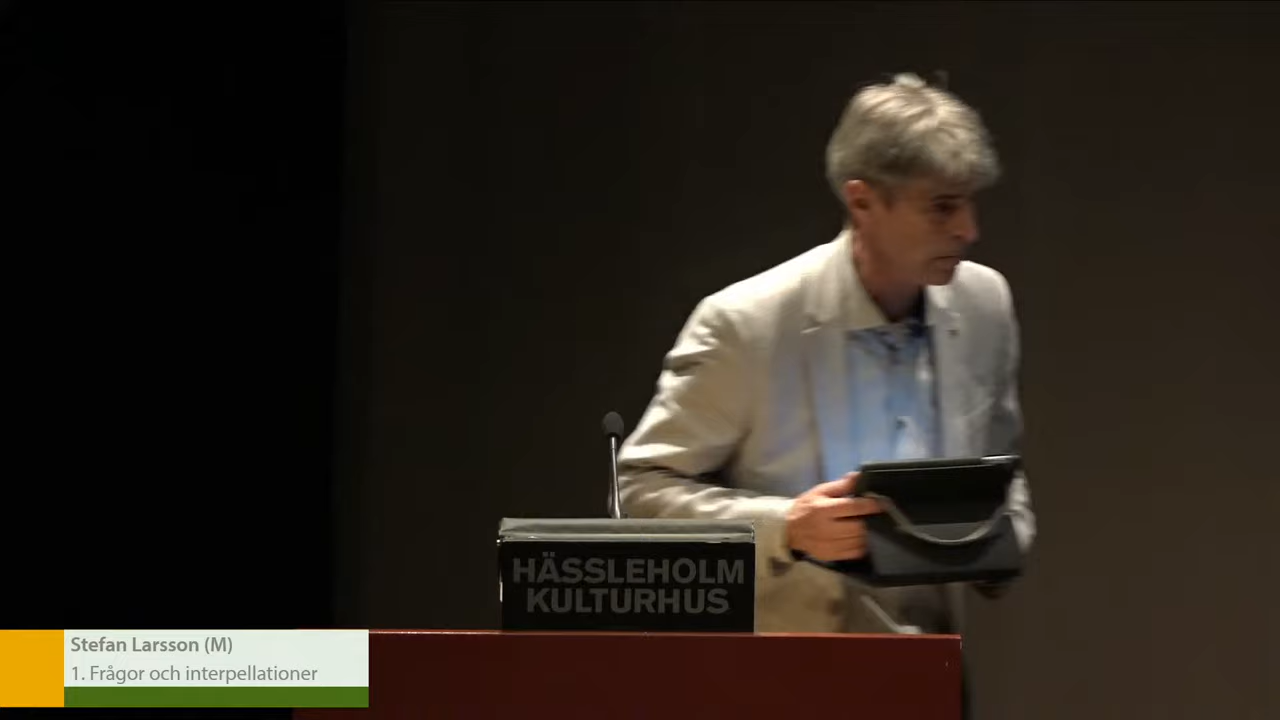 HÄSSLEHOLM
KULTURHUS
Stefan Larsson (M)
1. Frågor och interpellationer